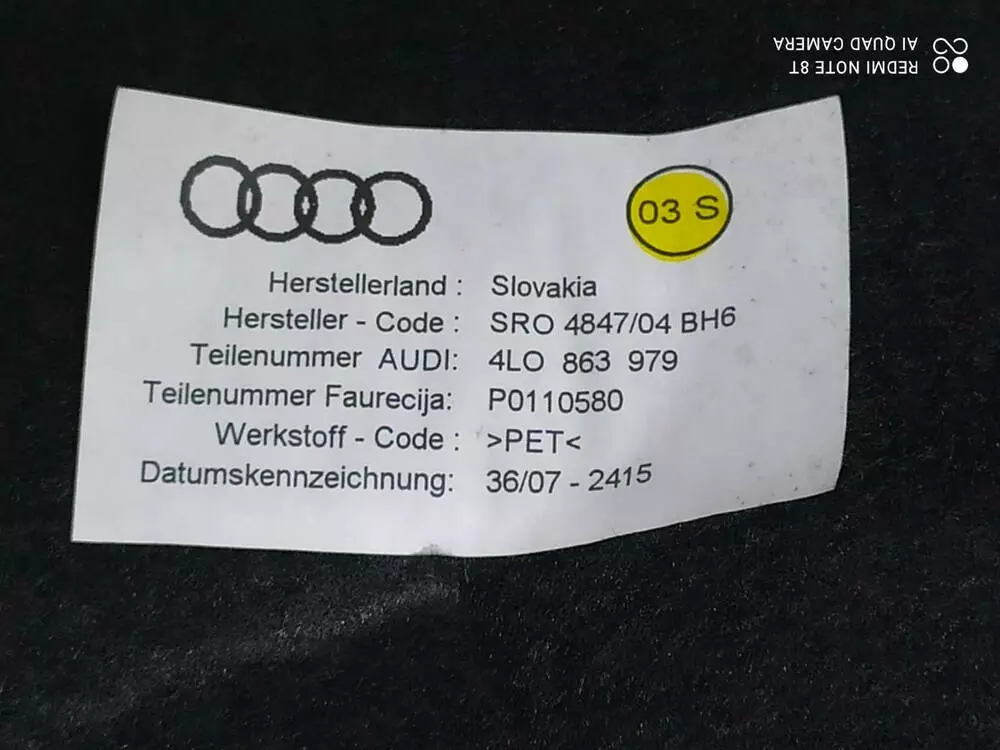 REDMI NOTE 8T
AI QUAD CAMERA
03 S
Herstellerland : Slovakia
Hersteller - Code : SRO 4847/04 BH6
Teilenummer AUDI: 4LO 863 979
Teilenummer Faurecija: P0110580
Werkstoff - Code : >PET<
Datumskennzeichnung: 36/07 - 2415